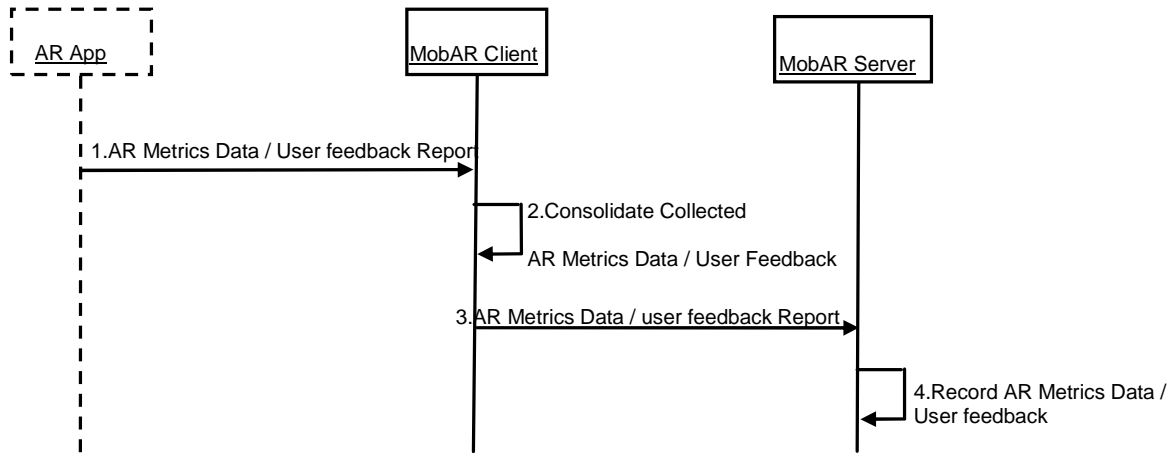 AR App
MobAR Client
MobAR Server
1.AR Metrics Data / User feedback Report
2.Consolidate Collected
AR Metrics Data / User Feedback
3.AR Metrics Data / user feedback Report
4.Record AR Metrics Data /
User feedback